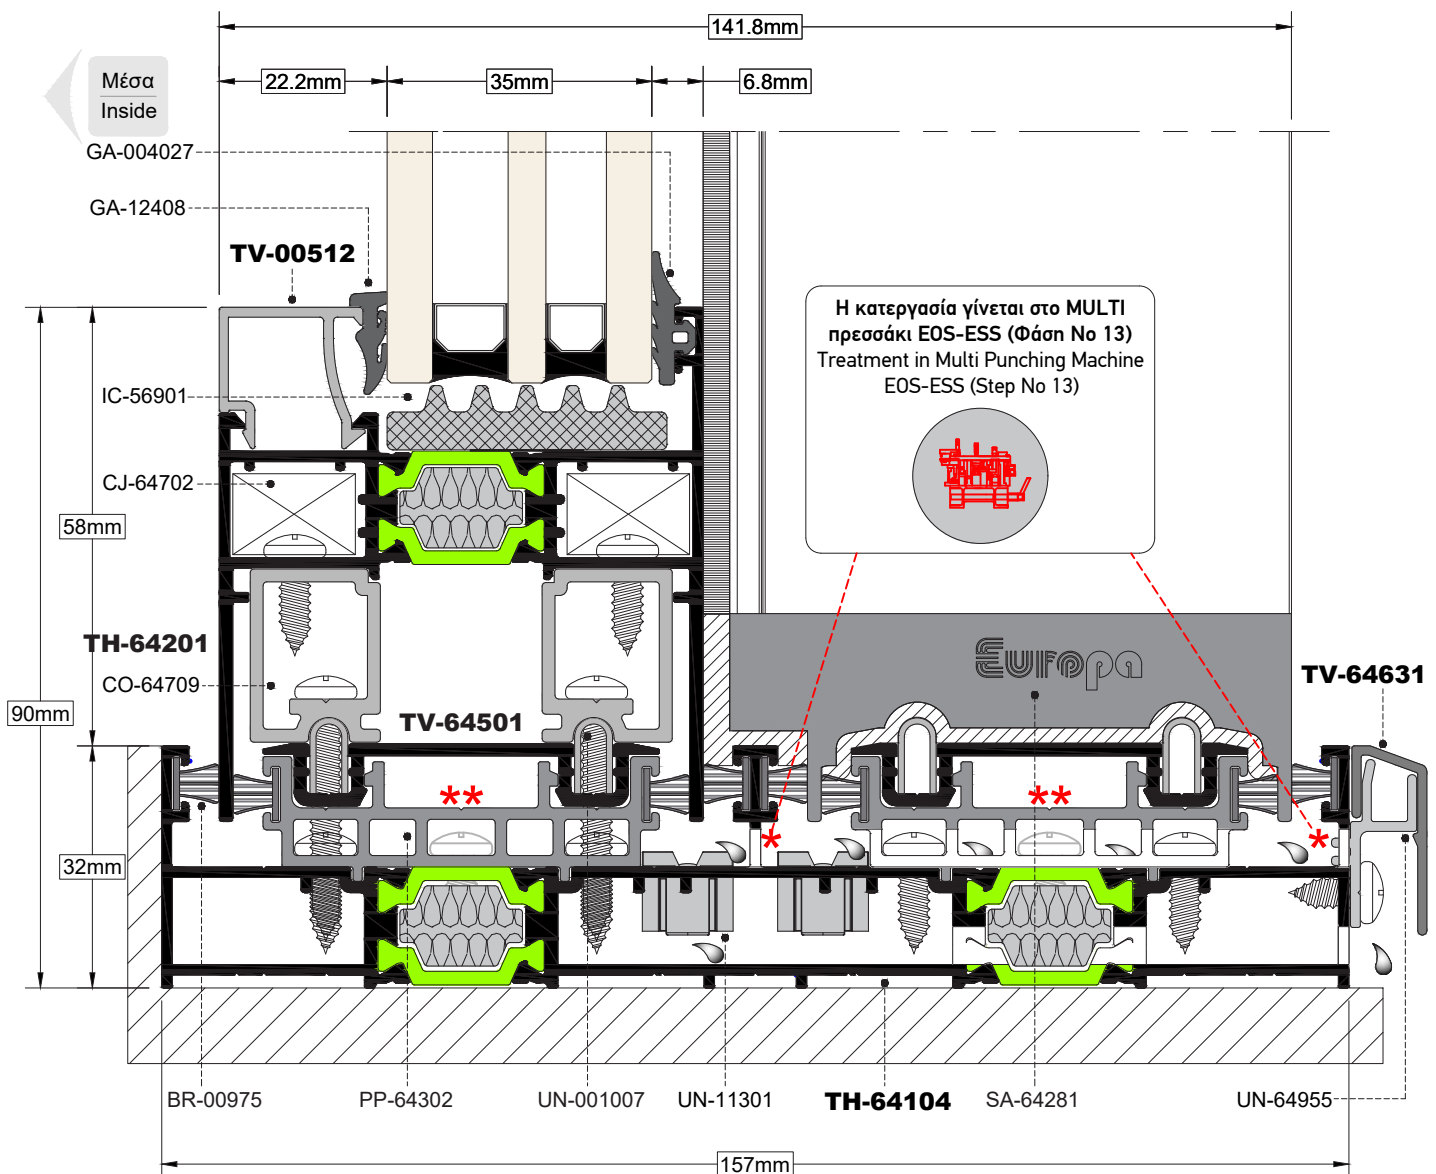 141.8mm
22.2mm
35mm
6.8mm
Μέσα
Inside
GA-004027
GA-12408
TV-00512
Η κατεργασία γίνεται στο MULTI
πρεσσάκι EOS-ESS (Φάση Νο 13)
Treatment in Multi Punching Machine
EOS-ESS (Step No 13)
IC-56901
CJ-64702
58mm
TH-64201
Europa
TV-64631
CO-64709
90mm
TV-64501
**
**
*
*
32mm
BR-00975
PP-64302
UN-001007
UN-11301
TH-64104
SA-64281
UN-64955
157mm